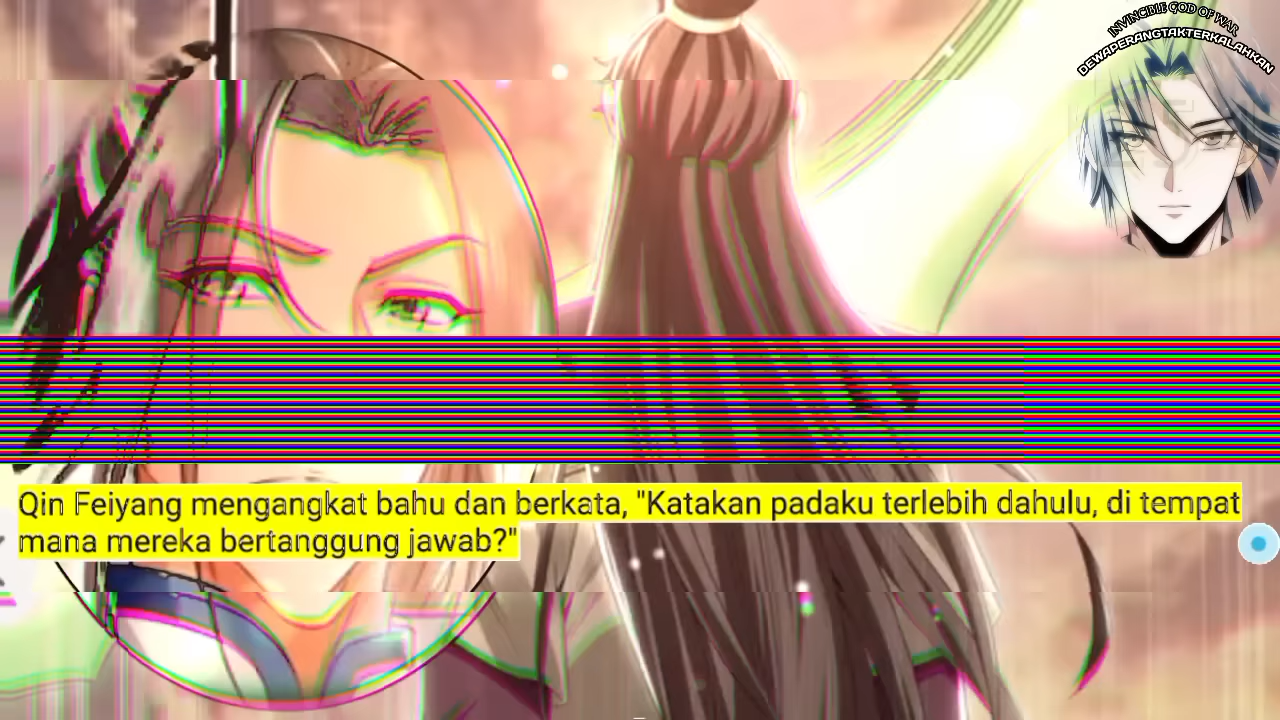 INVINCIBLE GOD OF WAR
DEWAPERANGTAKTERKALAHKAN
Qin Feiyang mengangkat bahu dan berkata, "Katakan padaku terlebih dahulu, di tempat
mana mereka bertanggung jawab?"